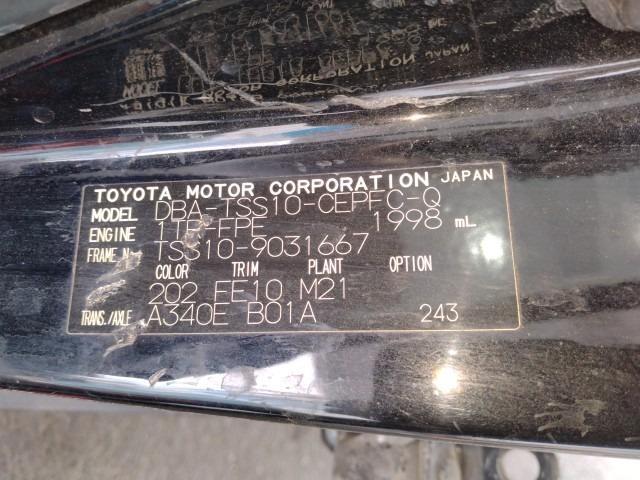 TOYOTA MOTOR CORPORATION JAPAN
MODEL DBA-TSS10-CEPFC-Q
ENGINE 1TR-FPE 1998 mL
FRAME No. TSS10-9031667
COLOR TRIM PLANT OPTION
202 FE10 M21
TRANS./AXLE A340E B01A 243